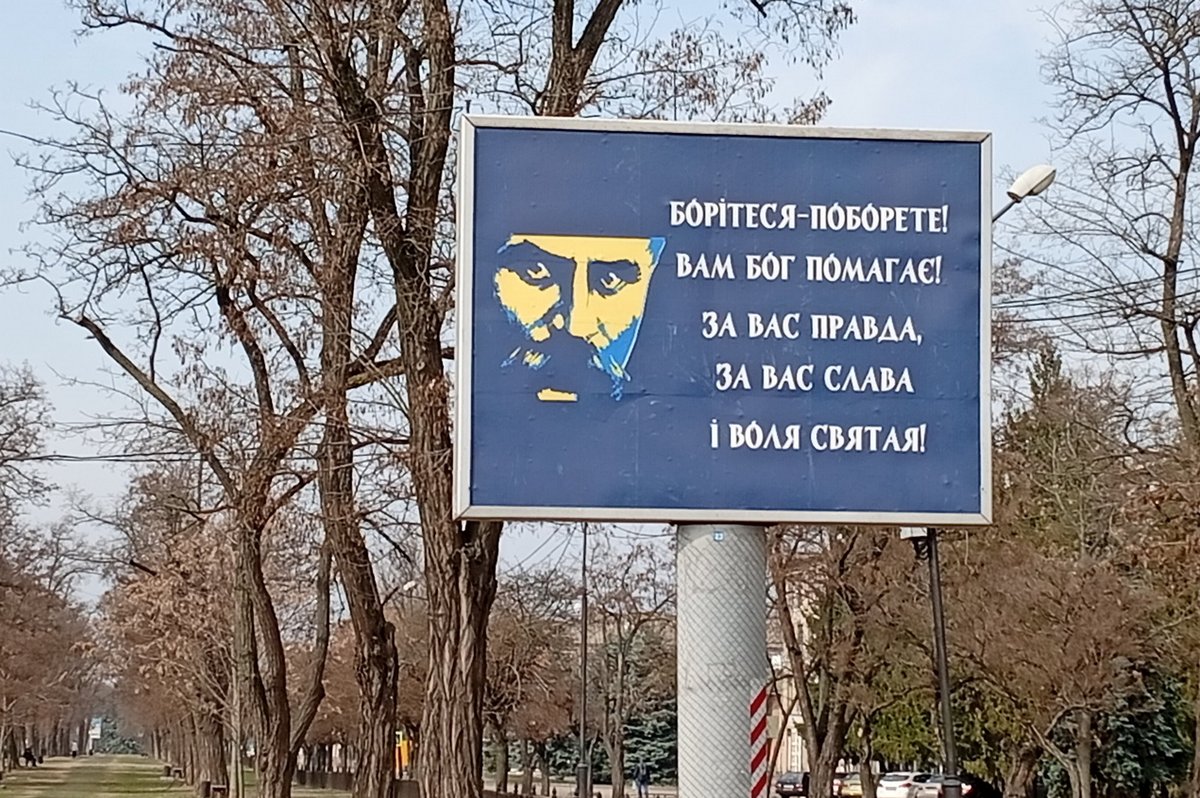 БОРІТЕСЯ-ПОБОРЕТЕ!
ВАМ БОГ ПОМАГАЄ!
ЗА ВАС ПРАВДА,
ЗА ВАС СЛАВА
І ВОЛЯ СВЯТАЯ!